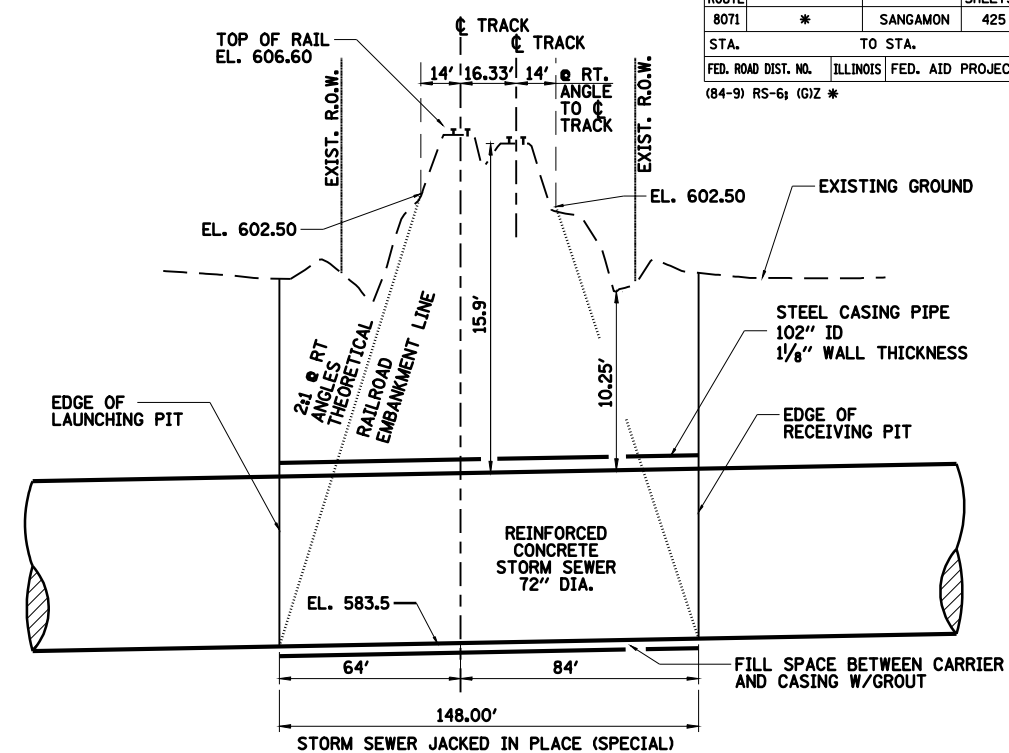 ROUTE
SHEETS
8071 * SANGAMON 425
STA. TO STA.
FED. ROAD DIST. NO. ILLINOIS FED. AID PROJEC
(84-9) RS-6; (G)Z *
℄ TRACK
℄ TRACK
TOP OF RAIL
EL. 606.60
14' 16.33' 14'
@ RT.
ANGLE
TO ℄
TRACK
EXIST. R.O.W.
EXIST. R.O.W.
EL. 602.50
EL. 602.50
EXISTING GROUND
15.9'
10.25'
2:1 @ RT
ANGLES
THEORETICAL
RAILROAD
EMBANKMENT LINE
STEEL CASING PIPE
102" ID
1 1/8" WALL THICKNESS
EDGE OF
LAUNCHING PIT
EDGE OF
RECEIVING PIT
REINFORCED
CONCRETE
STORM SEWER
72" DIA.
EL. 583.5
64'
84'
FILL SPACE BETWEEN CARRIER
AND CASING W/GROUT
148.00'
STORM SEWER JACKED IN PLACE (SPECIAL)